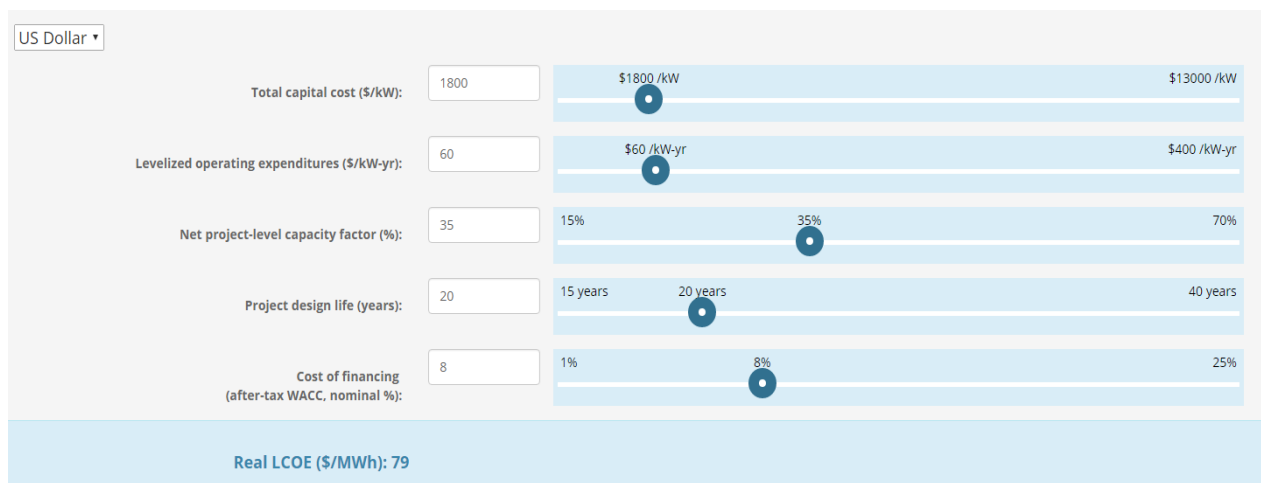 US Dollar
Total capital cost ($/kW): 1800 $1800 /kW $13000 /kW
Levelized operating expenditures ($/kW-yr): 60 $60 /kW-yr $400 /kW-yr
Net project-level capacity factor (%): 35 15% 35% 70%
Project design life (years): 20 15 years 20 years 40 years
Cost of financing 8 1% 8% 25%
(after-tax WACC, nominal %):
Real LCOE ($/MWh): 79